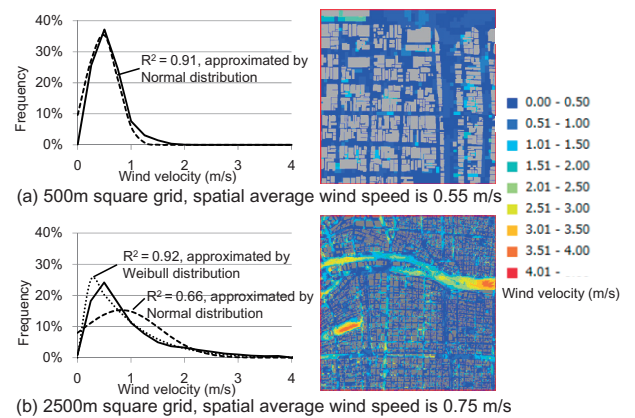 40%
30%
20%
10%
0%
Frequency
R² = 0.91, approximated by
Normal distribution
0 1 2 3 4
Wind velocity (m/s)
(a) 500m square grid, spatial average wind speed is 0.55 m/s
40%
30%
20%
10%
0%
Frequency
R² = 0.92, approximated by
Weibull distribution
R² = 0.66, approximated by
Normal distribution
0 1 2 3 4
Wind velocity (m/s)
(b) 2500m square grid, spatial average wind speed is 0.75 m/s
0.00 - 0.50
0.51 - 1.00
1.01 - 1.50
1.51 - 2.00
2.01 - 2.50
2.51 - 3.00
3.01 - 3.50
3.51 - 4.00
4.01 -
Wind velocity (m/s)